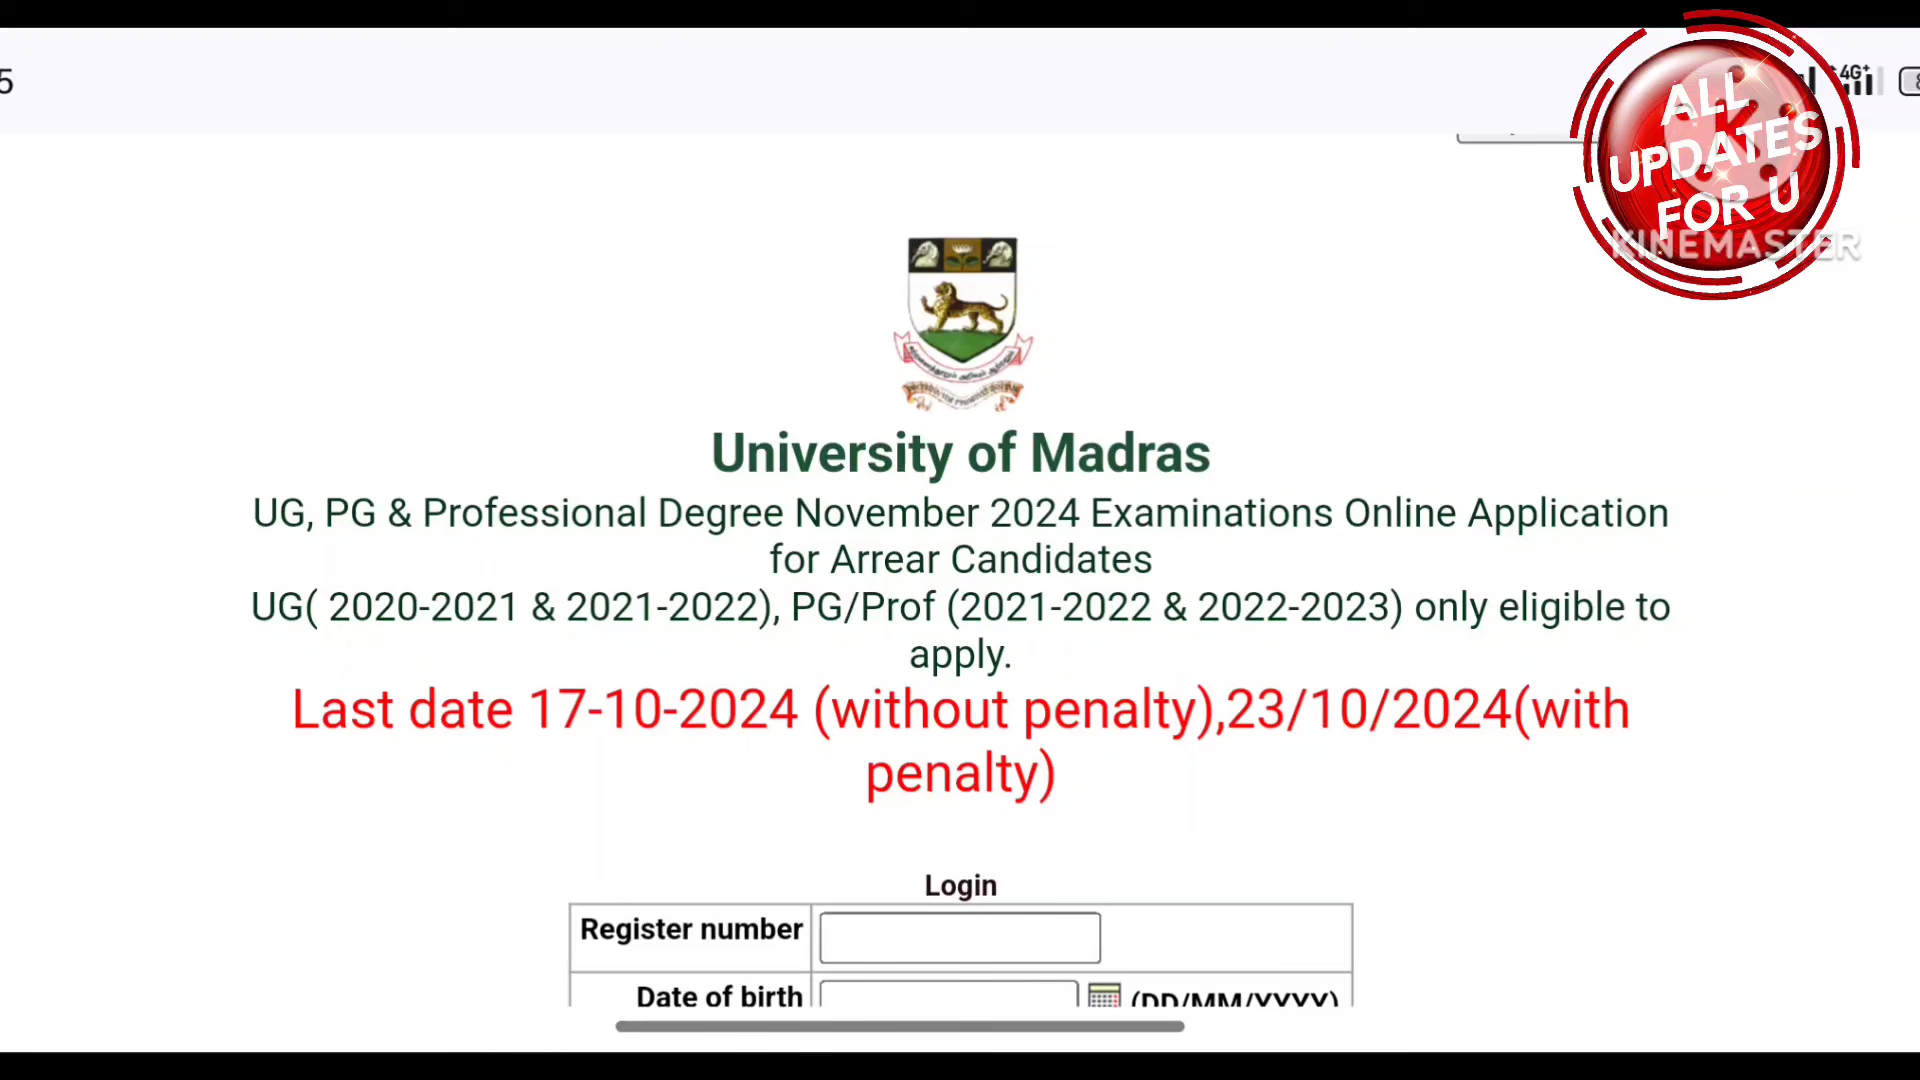 5
4G+
ALL
UPDATES
FOR U
KINEMASTER
University of Madras
UG, PG & Professional Degree November 2024 Examinations Online Application
for Arrear Candidates
UG( 2020-2021 & 2021-2022), PG/Prof (2021-2022 & 2022-2023) only eligible to
apply.
Last date 17-10-2024 (without penalty),23/10/2024(with
penalty)
Login
Register number
Date of birth (DD/MM/YYYY)